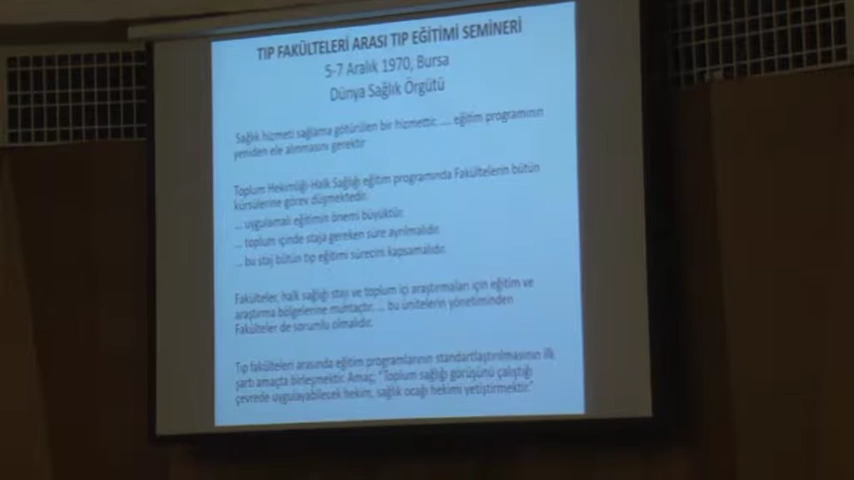 TIP FAKÜLTELERİ ARASI TIP EĞİTİMİ SEMİNERİ
5-7 Aralık 1970, Bursa
Dünya Sağlık Örgütü
Sağlık hizmeti sağlama götürülen bir hizmettir. .... eğitim programının
yeniden ele alınmasını gerektir
Toplum Hekimliği-Halk Sağlığı eğitim programında Fakültelerin bütün
kürsülerine görev düşmektedir.
... uygulamalı eğitimin önemi büyüktür.
... toplum içinde staja gereken süre ayrılmalıdır.
... bu staj bütün tıp eğitimi sürecini kapsamalıdır.
Fakülteler, halk sağlığı stajı ve toplum içi araştırmaları için eğitim ve
araştırma bölgelerine muhtaçtır. ... bu ünitelerin yönetiminden
Fakülteler de sorumlu olmalıdır.
Tıp fakülteleri arasında eğitim programlarının standartlaştırılmasının ilk
şartı amaçta birleşmektir. Amaç; "Toplum sağlığı görüşünü çalıştığı
çevrede uygulayabilecek hekim, sağlık ocağı hekimi yetiştirmektir."